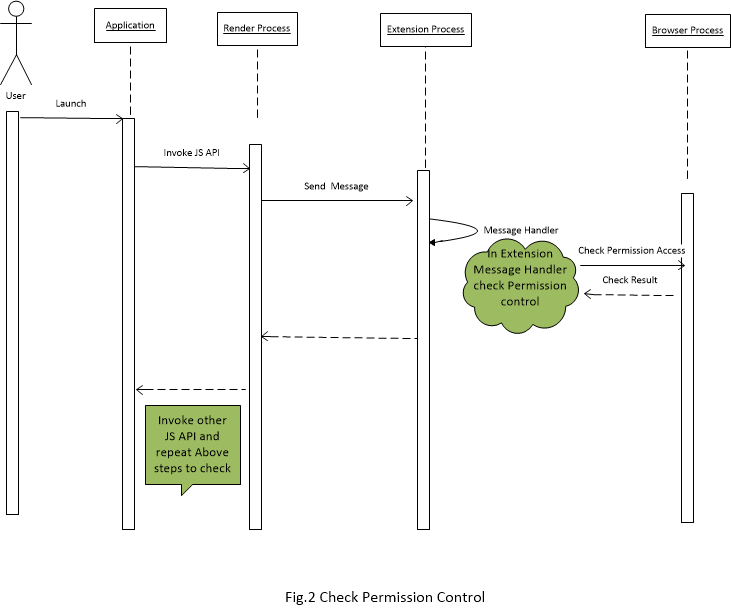 Application
Render Process
Extension Process
Browser Process
User
Launch
Invoke JS API
Send Message
Message Handler
In Extension
Message Handler
check Permission
control
Check Permission Access
Check Result
Invoke other
JS API and
repeat Above
steps to check
Fig.2 Check Permission Control